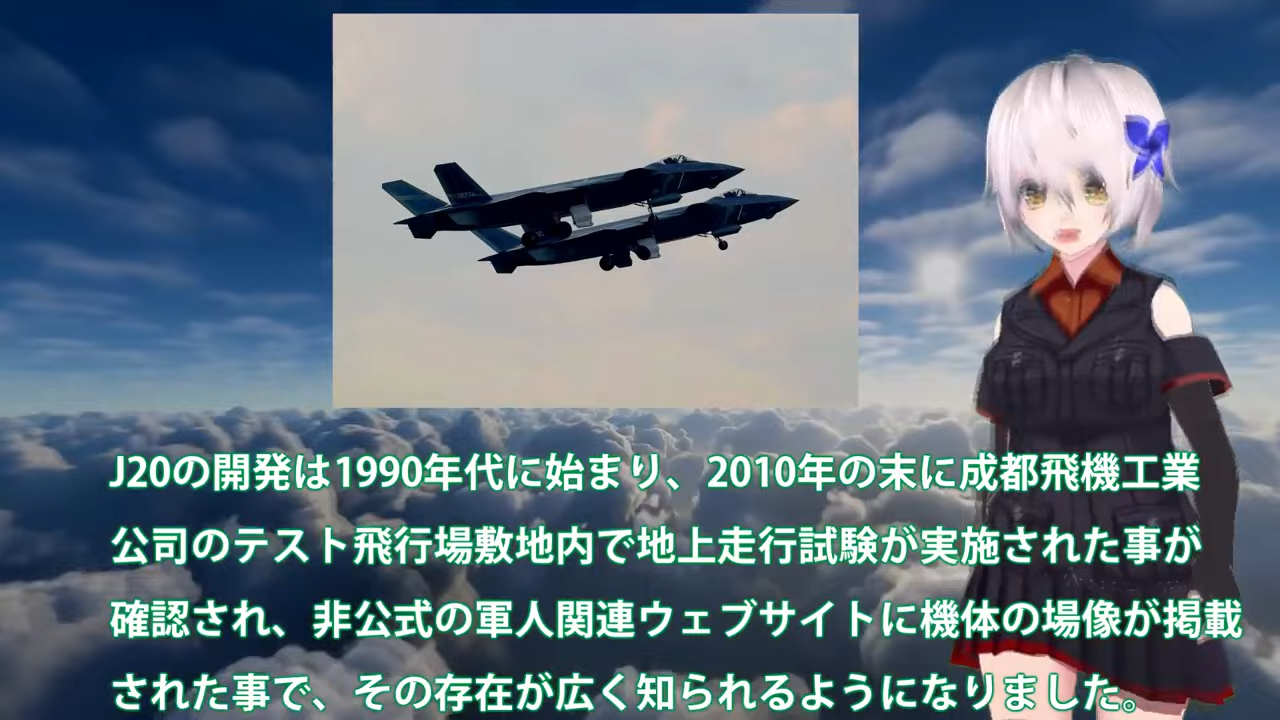 J20の開発は1990年代に始まり、2010年の末に成都飛機工業
公司のテスト飛行場敷地内で地上走行試験が実施された事が
確認され、非公式の軍人関連ウェブサイトに機体の場像が掲載
された事で、その存在が広く知られるようになりました。